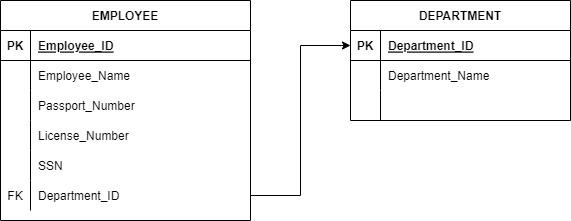 EMPLOYEE
PK Employee_ID
Employee_Name
Passport_Number
License_Number
SSN
FK Department_ID
DEPARTMENT
PK Department_ID
Department_Name